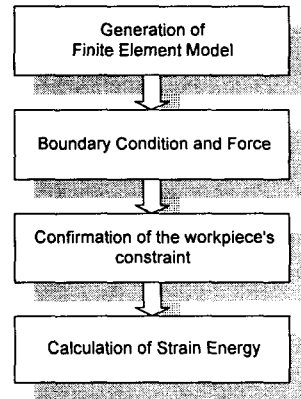 Generation of
Finite Element Model
Boundary Condition and Force
Confirmation of the workpiece's
constraint
Calculation of Strain Energy